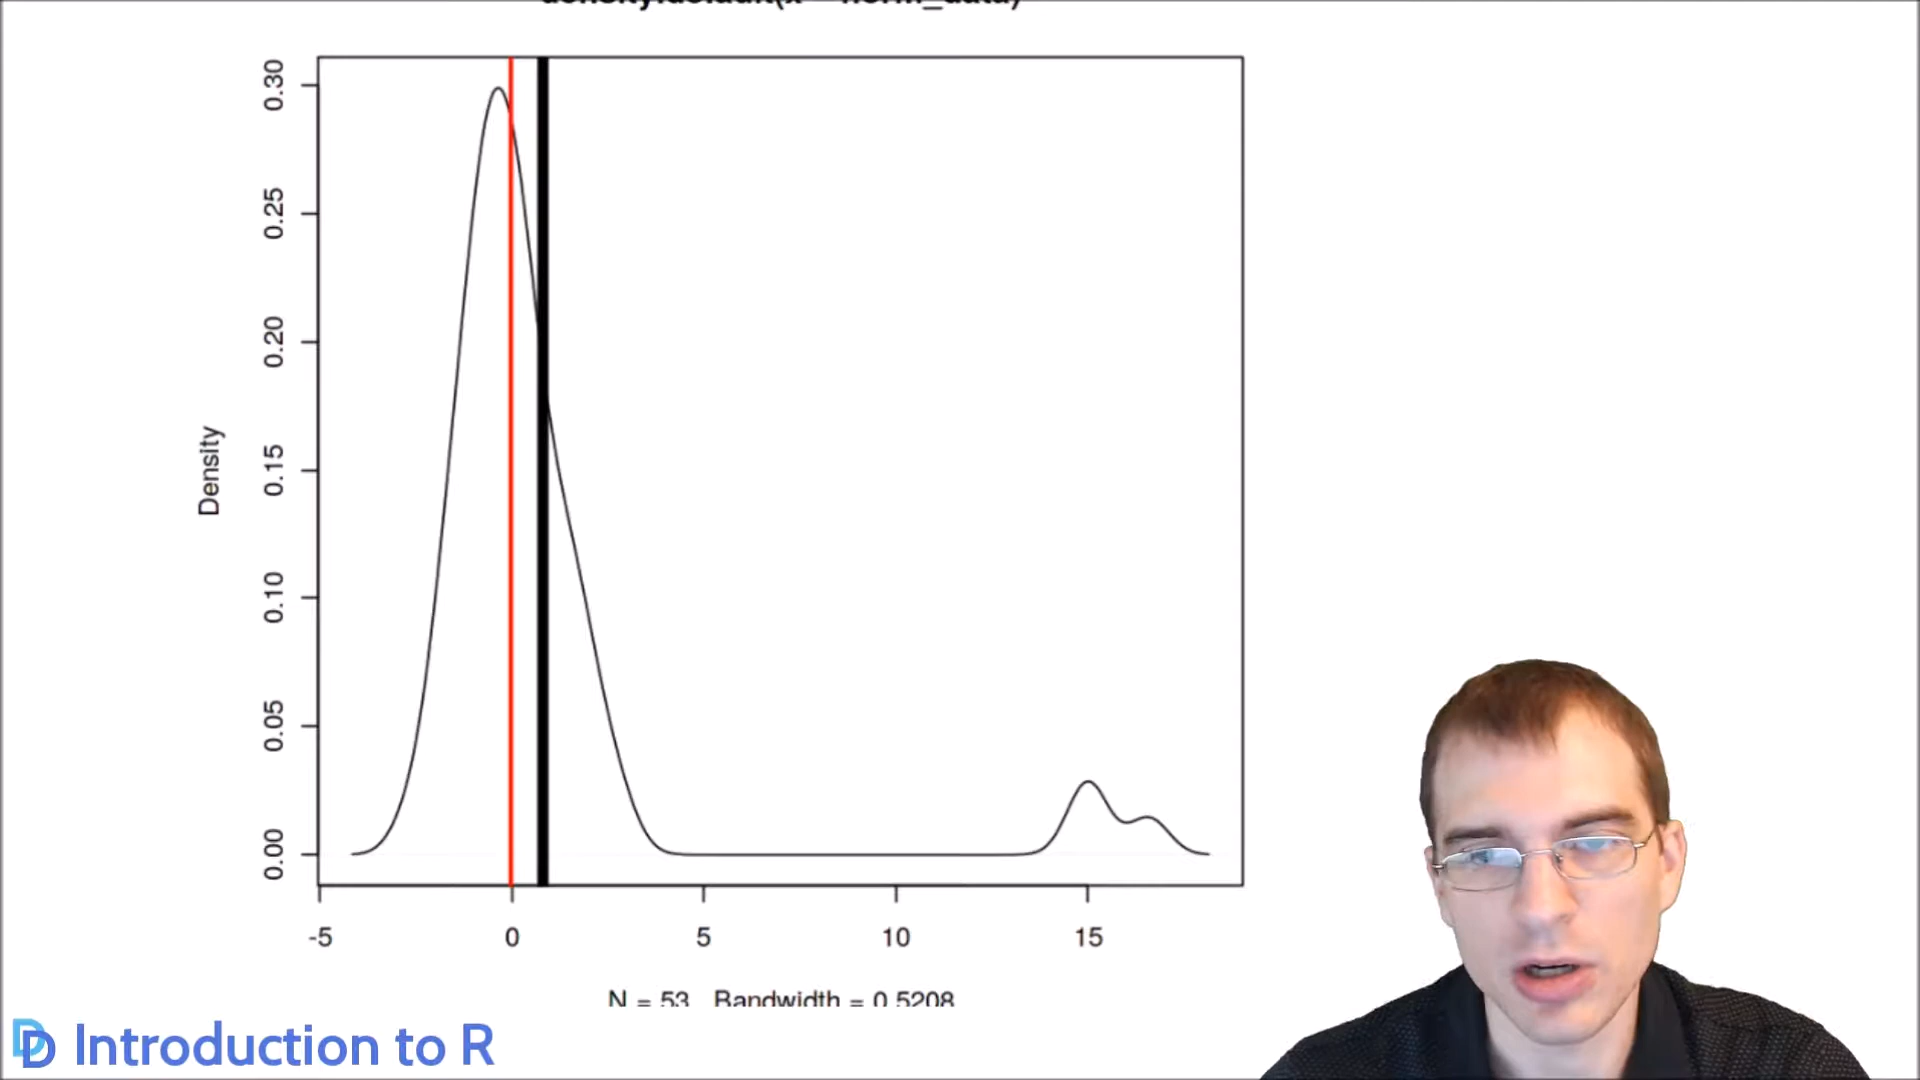 0.30
0.25
0.20
0.15
0.10
0.05
0.00
Density
-5 0 5 10 15
N = 53 Bandwidth = 0.5208
Introduction to R